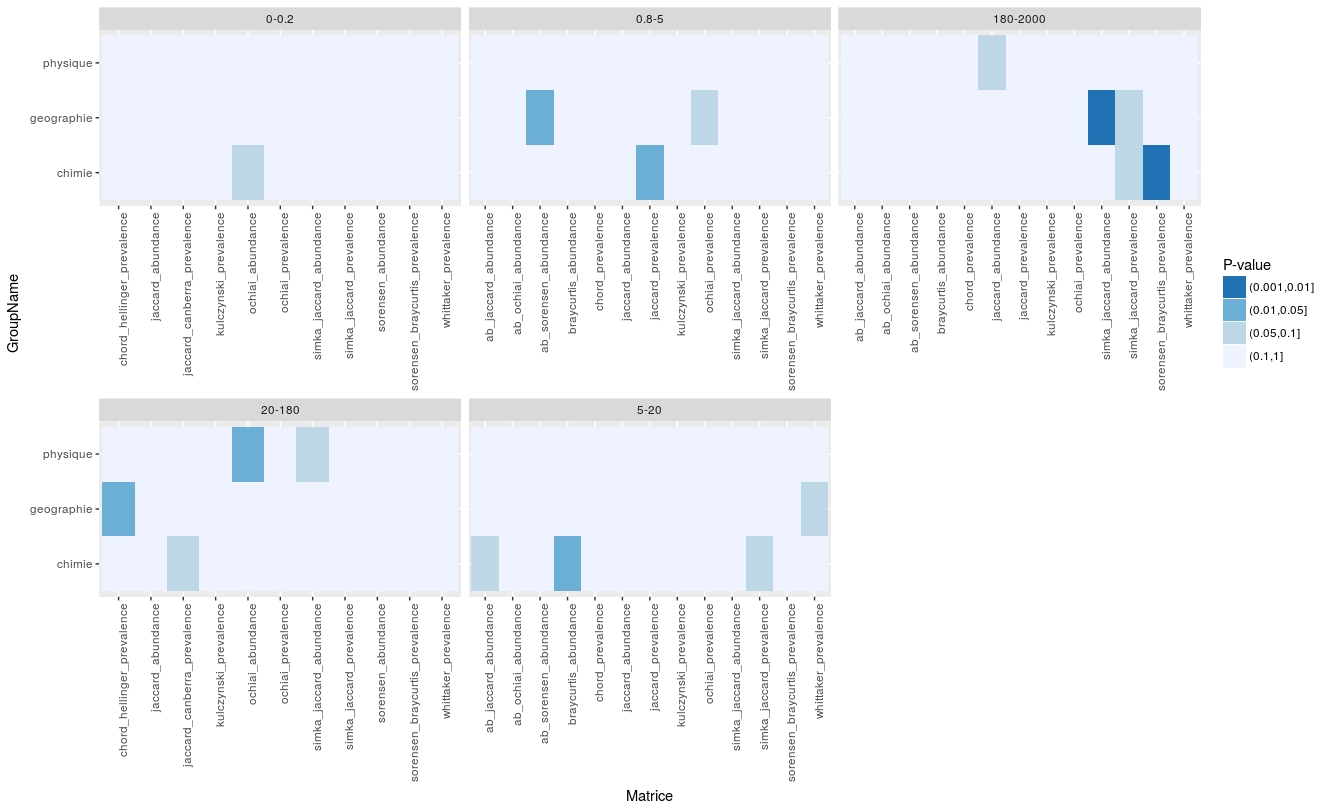 0-0.2
0.8-5
180-2000
physique
geographie
chimie
chord_hellinger_prevalence
jaccard_abundance
jaccard_canberra_prevalence
kulczynski_prevalence
ochiai_abundance
ochiai_prevalence
simka_jaccard_abundance
simka_jaccard_prevalence
sorensen_abundance
sorensen_braycurtis_prevalence
whittaker_prevalence
ab_jaccard_abundance
ab_ochiai_abundance
ab_sorensen_abundance
braycurtis_abundance
chord_prevalence
jaccard_abundance
jaccard_prevalence
kulczynski_prevalence
ochiai_prevalence
simka_jaccard_abundance
simka_jaccard_prevalence
sorensen_braycurtis_prevalence
whittaker_prevalence
ab_jaccard_abundance
ab_ochiai_abundance
ab_sorensen_abundance
braycurtis_abundance
chord_prevalence
jaccard_abundance
jaccard_prevalence
kulczynski_prevalence
ochiai_prevalence
simka_jaccard_abundance
simka_jaccard_prevalence
sorensen_braycurtis_prevalence
whittaker_prevalence
GroupName
P-value
(0.001,0.01]
(0.01,0.05]
(0.05,0.1]
(0.1,1]
20-180
5-20
physique
geographie
chimie
chord_hellinger_prevalence
jaccard_abundance
jaccard_canberra_prevalence
kulczynski_prevalence
ochiai_abundance
ochiai_prevalence
simka_jaccard_abundance
simka_jaccard_prevalence
sorensen_abundance
sorensen_braycurtis_prevalence
whittaker_prevalence
ab_jaccard_abundance
ab_ochiai_abundance
ab_sorensen_abundance
braycurtis_abundance
chord_prevalence
jaccard_abundance
jaccard_prevalence
kulczynski_prevalence
ochiai_prevalence
simka_jaccard_abundance
simka_jaccard_prevalence
sorensen_braycurtis_prevalence
whittaker_prevalence
Matrice